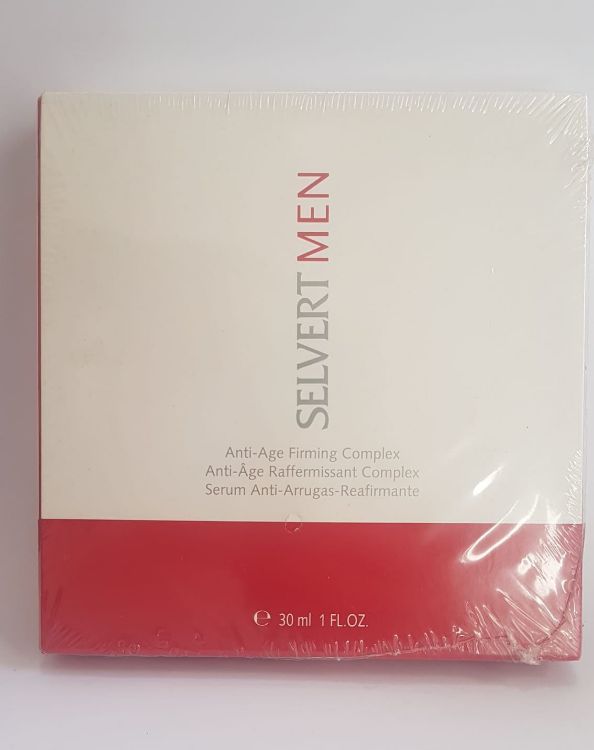 SELVERT MEN
Anti-Age Firming Complex
Anti-Âge Raffermissant Complex
Serum Anti-Arrugas-Reafirmante
℮ 30 ml 1 FL.OZ.